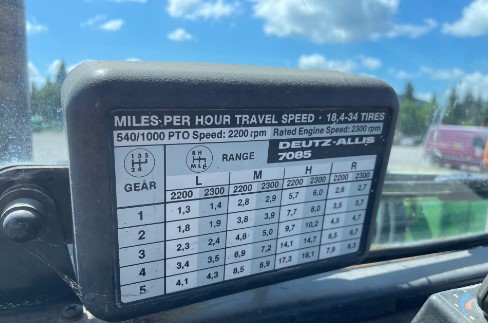 MILES PER HOUR TRAVEL SPEED · 18,4-34 TIRES
540/1000 PTO Speed: 2200 rpm Rated Engine Speed: 2300 rpm
1 3 5 RANGE DEUTZ-ALLIS
2 4 7085
GEAR L M H R
2200 2300 2200 2300 2200 2300 2200 2300
1 1,3 1,4 2,8 2,9 5,7 6,0 2,6 2,7
2 1,8 1,9 3,8 3,9 7,7 8,0 3,5 3,7
3 2,3 2,4 4,8 5,0 9,7 10,2 4,5 4,7
4 3,4 3,5 6,9 7,2 14,1 14,7 6,5 6,7
5 4,1 4,3 8,5 8,9 17,3 18,1 7,9 8,3